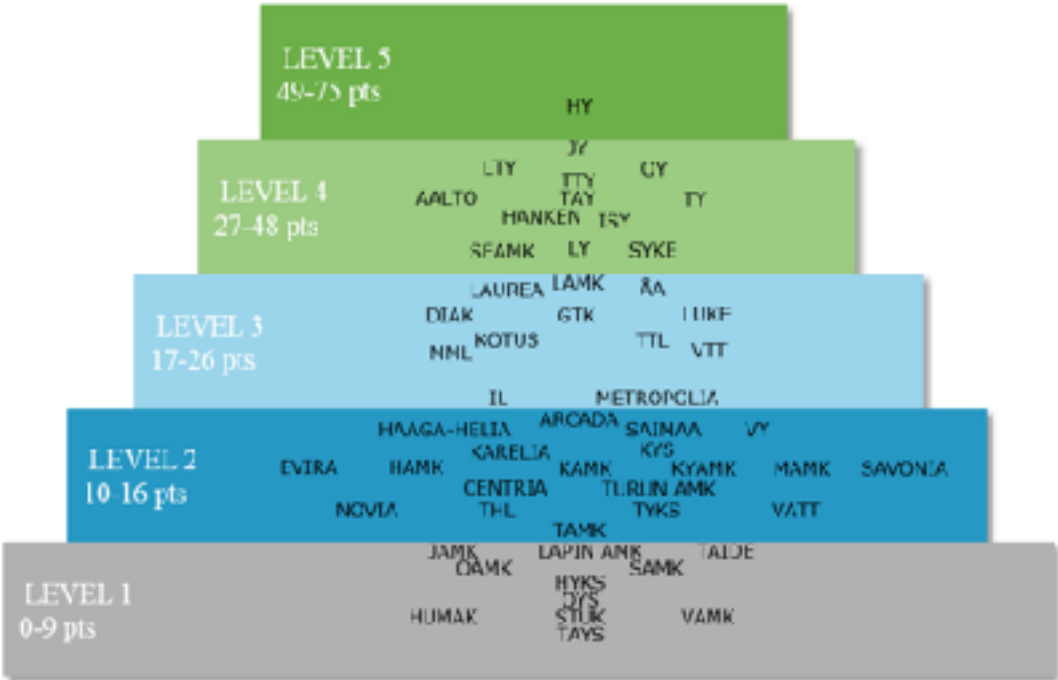 LEVEL 5
49-75 pts
HY
JY
LTY OY
TTY
LEVEL 4
AALTO TAY TY
27-48 pts
HANKEN ISY
SEAMK LY SYKE
LAUREA LAMK ÅA
DIAK GTK LUKE
LEVEL 3
KOTUS TTL
NML VTT
17-26 pts
IL METROPOLIA
ARCADA
HAAGA-HELIA SAIMAA VY
KARELIA KYS
LEVEL 2
EVIRA HAMK KAMK KYAMK MAMK SAVONIA
10-16 pts
CENTRIA TURUN AMK
NOVIA THL TYKS VATT
TAMK
JAMK LAPIN AMK TAIDE
OAMK SAMK
HYKS
OYS
LEVEL 1
HUMAK STUK VAMK
0-9 pts
TAYS